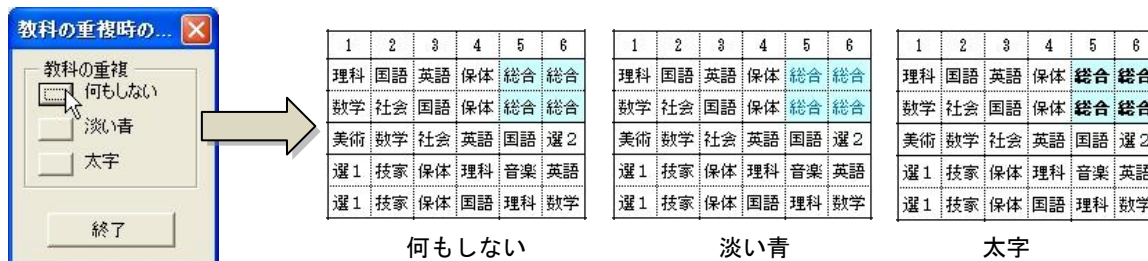 教科の重複時の...
教科の重複
何もしない
淡い青
太字
終了
1 2 3 4 5 6
理科 国語 英語 保体 総合 総合
数学 社会 国語 保体 総合 総合
美術 数学 社会 英語 国語 選2
選1 技家 保体 理科 音楽 英語
選1 技家 保体 国語 理科 数学
何もしない
1 2 3 4 5 6
理科 国語 英語 保体 総合 総合
数学 社会 国語 保体 総合 総合
美術 数学 社会 英語 国語 選2
選1 技家 保体 理科 音楽 英語
選1 技家 保体 国語 理科 数学
淡い青
1 2 3 4 5 6
理科 国語 英語 保体 総合 総合
数学 社会 国語 保体 総合 総合
美術 数学 社会 英語 国語 選2
選1 技家 保体 理科 音楽 英語
選1 技家 保体 国語 理科 数学
太字